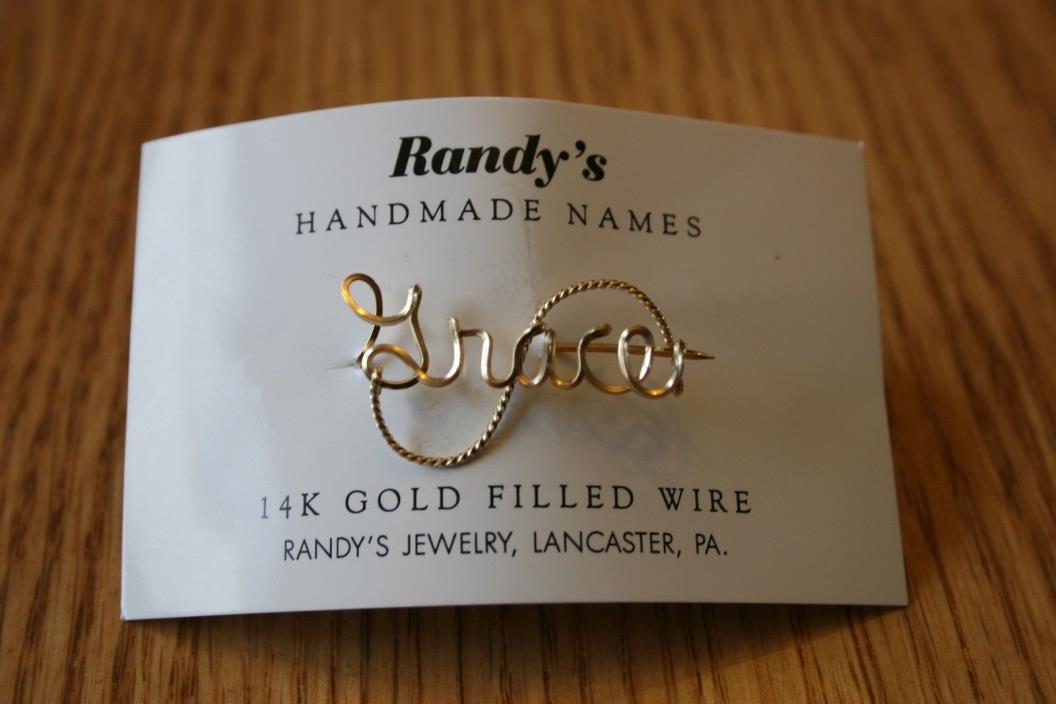 Randy's
HANDMADE NAMES
Grace
14K GOLD FILLED WIRE
RANDY'S JEWELRY, LANCASTER, PA.